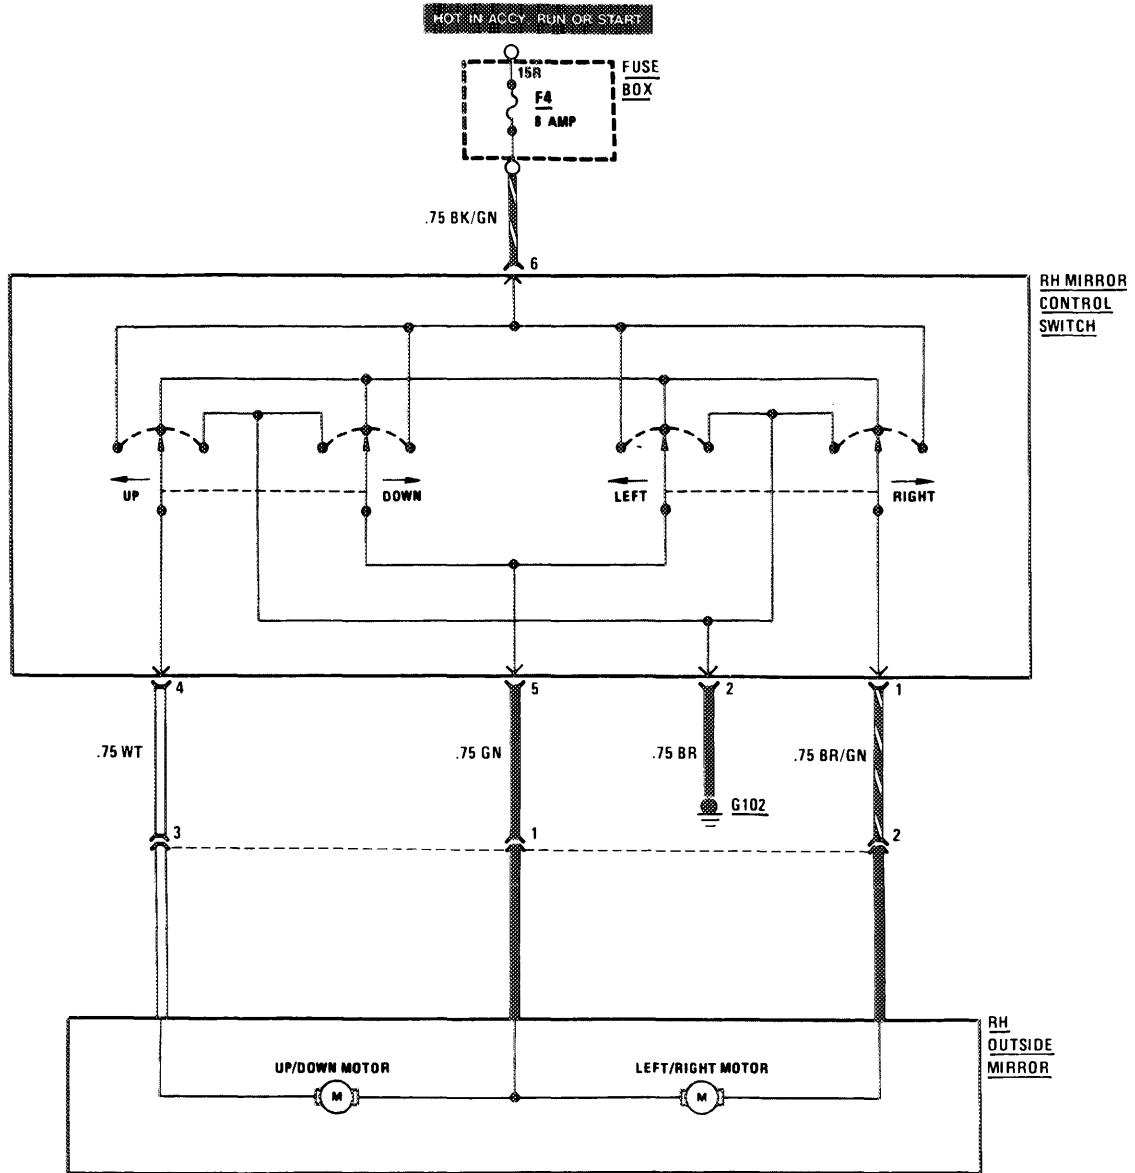 HOT IN ACCY RUN OR START
15R
F4
8 AMP
FUSE
BOX
.75 BK/GN
6
RH MIRROR
CONTROL
SWITCH
UP
DOWN
LEFT
RIGHT
4
5
2
1
.75 WT
.75 GN
.75 BR
.75 BR/GN
G102
3
1
2
RH
OUTSIDE
MIRROR
UP/DOWN MOTOR
LEFT/RIGHT MOTOR
M
M